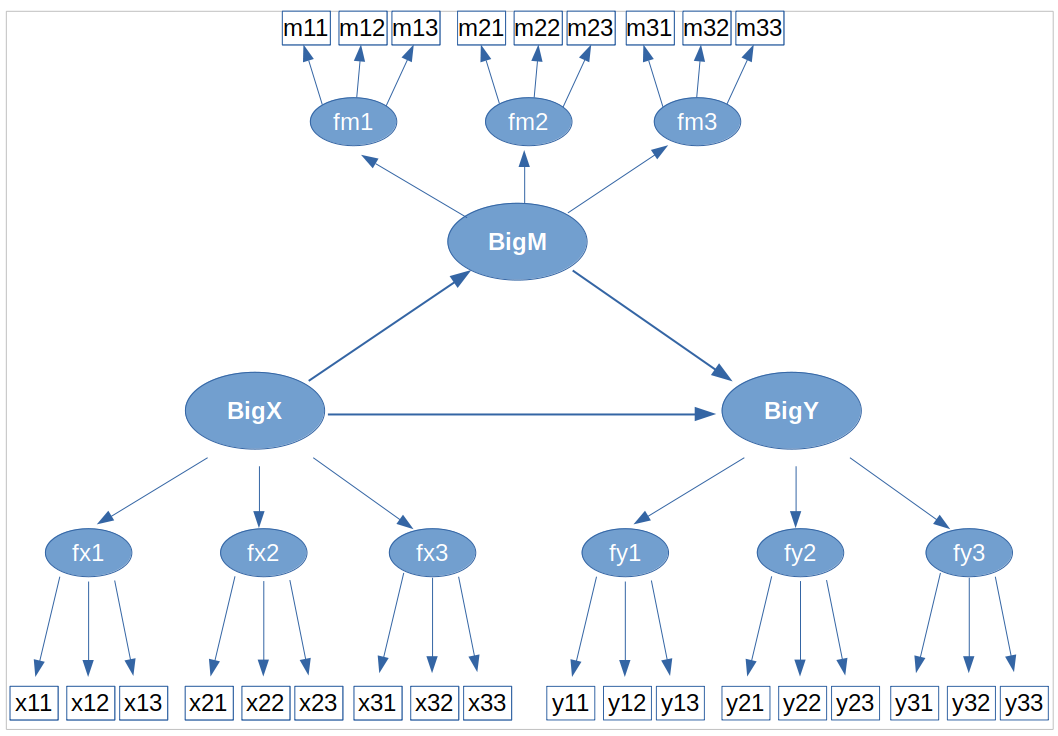 m11 m12 m13 m21 m22 m23 m31 m32 m33
fm1 fm2 fm3
BigM
BigX BigY
fx1 fx2 fx3 fy1 fy2 fy3
x11 x12 x13 x21 x22 x23 x31 x32 x33 y11 y12 y13 y21 y22 y23 y31 y32 y33